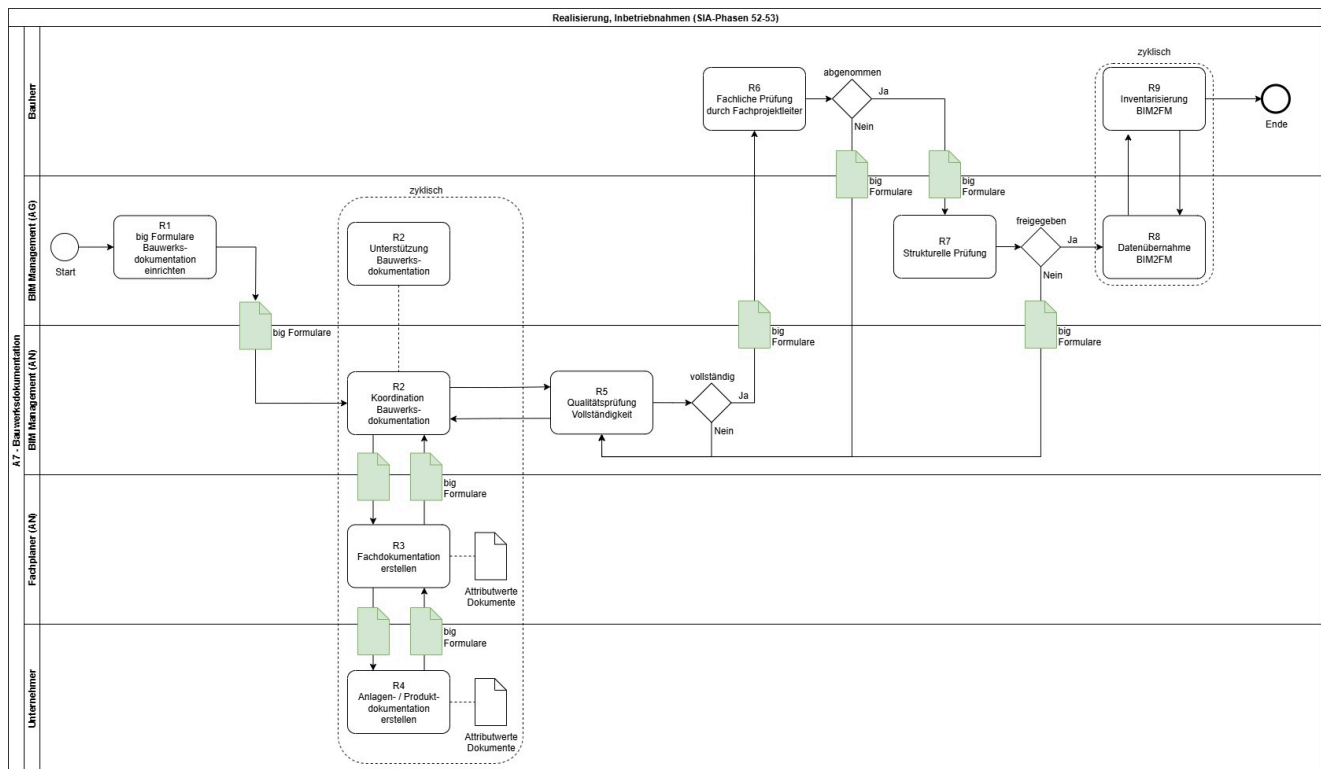 Realisierung, Inbetriebnahmen (SIA-Phasen 52-53)
A7 - Bauwerksdokumentation
Bauherr
R6
Fachliche Prüfung
durch Fachprojektleiter
abgenommen
Ja
Nein
big
Formulare
big
Formulare
zyklisch
R9
Inventarisierung
BIM2FM
Ende
BIM Management (AG)
Start
R1
big Formulare
Bauwerks-
dokumentation
einrichten
big Formulare
zyklisch
R2
Unterstützung
Bauwerks-
dokumentation
R7
Strukturelle Prüfung
freigegeben
Ja
Nein
R8
Datenübernahme
BIM2FM
big
Formulare
big
Formulare
BIM Management (AN)
R2
Koordination
Bauwerks-
dokumentation
R5
Qualitätsprüfung
Vollständigkeit
vollständig
Ja
Nein
big
Formulare
Fachplaner (AN)
R3
Fachdokumentation
erstellen
Attributwerte
Dokumente
big
Formulare
Unternehmer
R4
Anlagen- / Produkt-
dokumentation
erstellen
Attributwerte
Dokumente